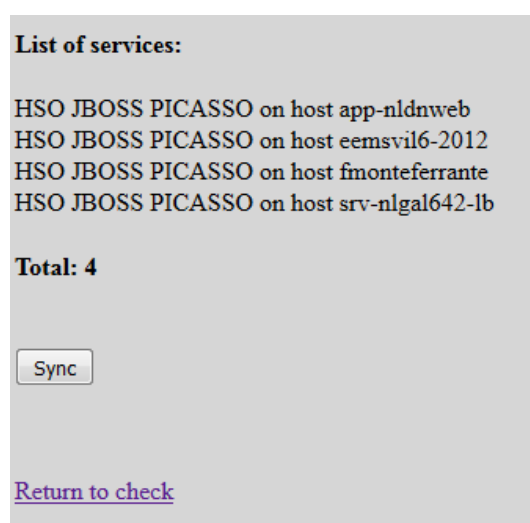 List of services:
HSO JBOSS PICASSO on host app-nldnweb
HSO JBOSS PICASSO on host eemsvil6-2012
HSO JBOSS PICASSO on host fmonteferrante
HSO JBOSS PICASSO on host srv-nlgal642-lb
Total: 4
Sync
Return to check